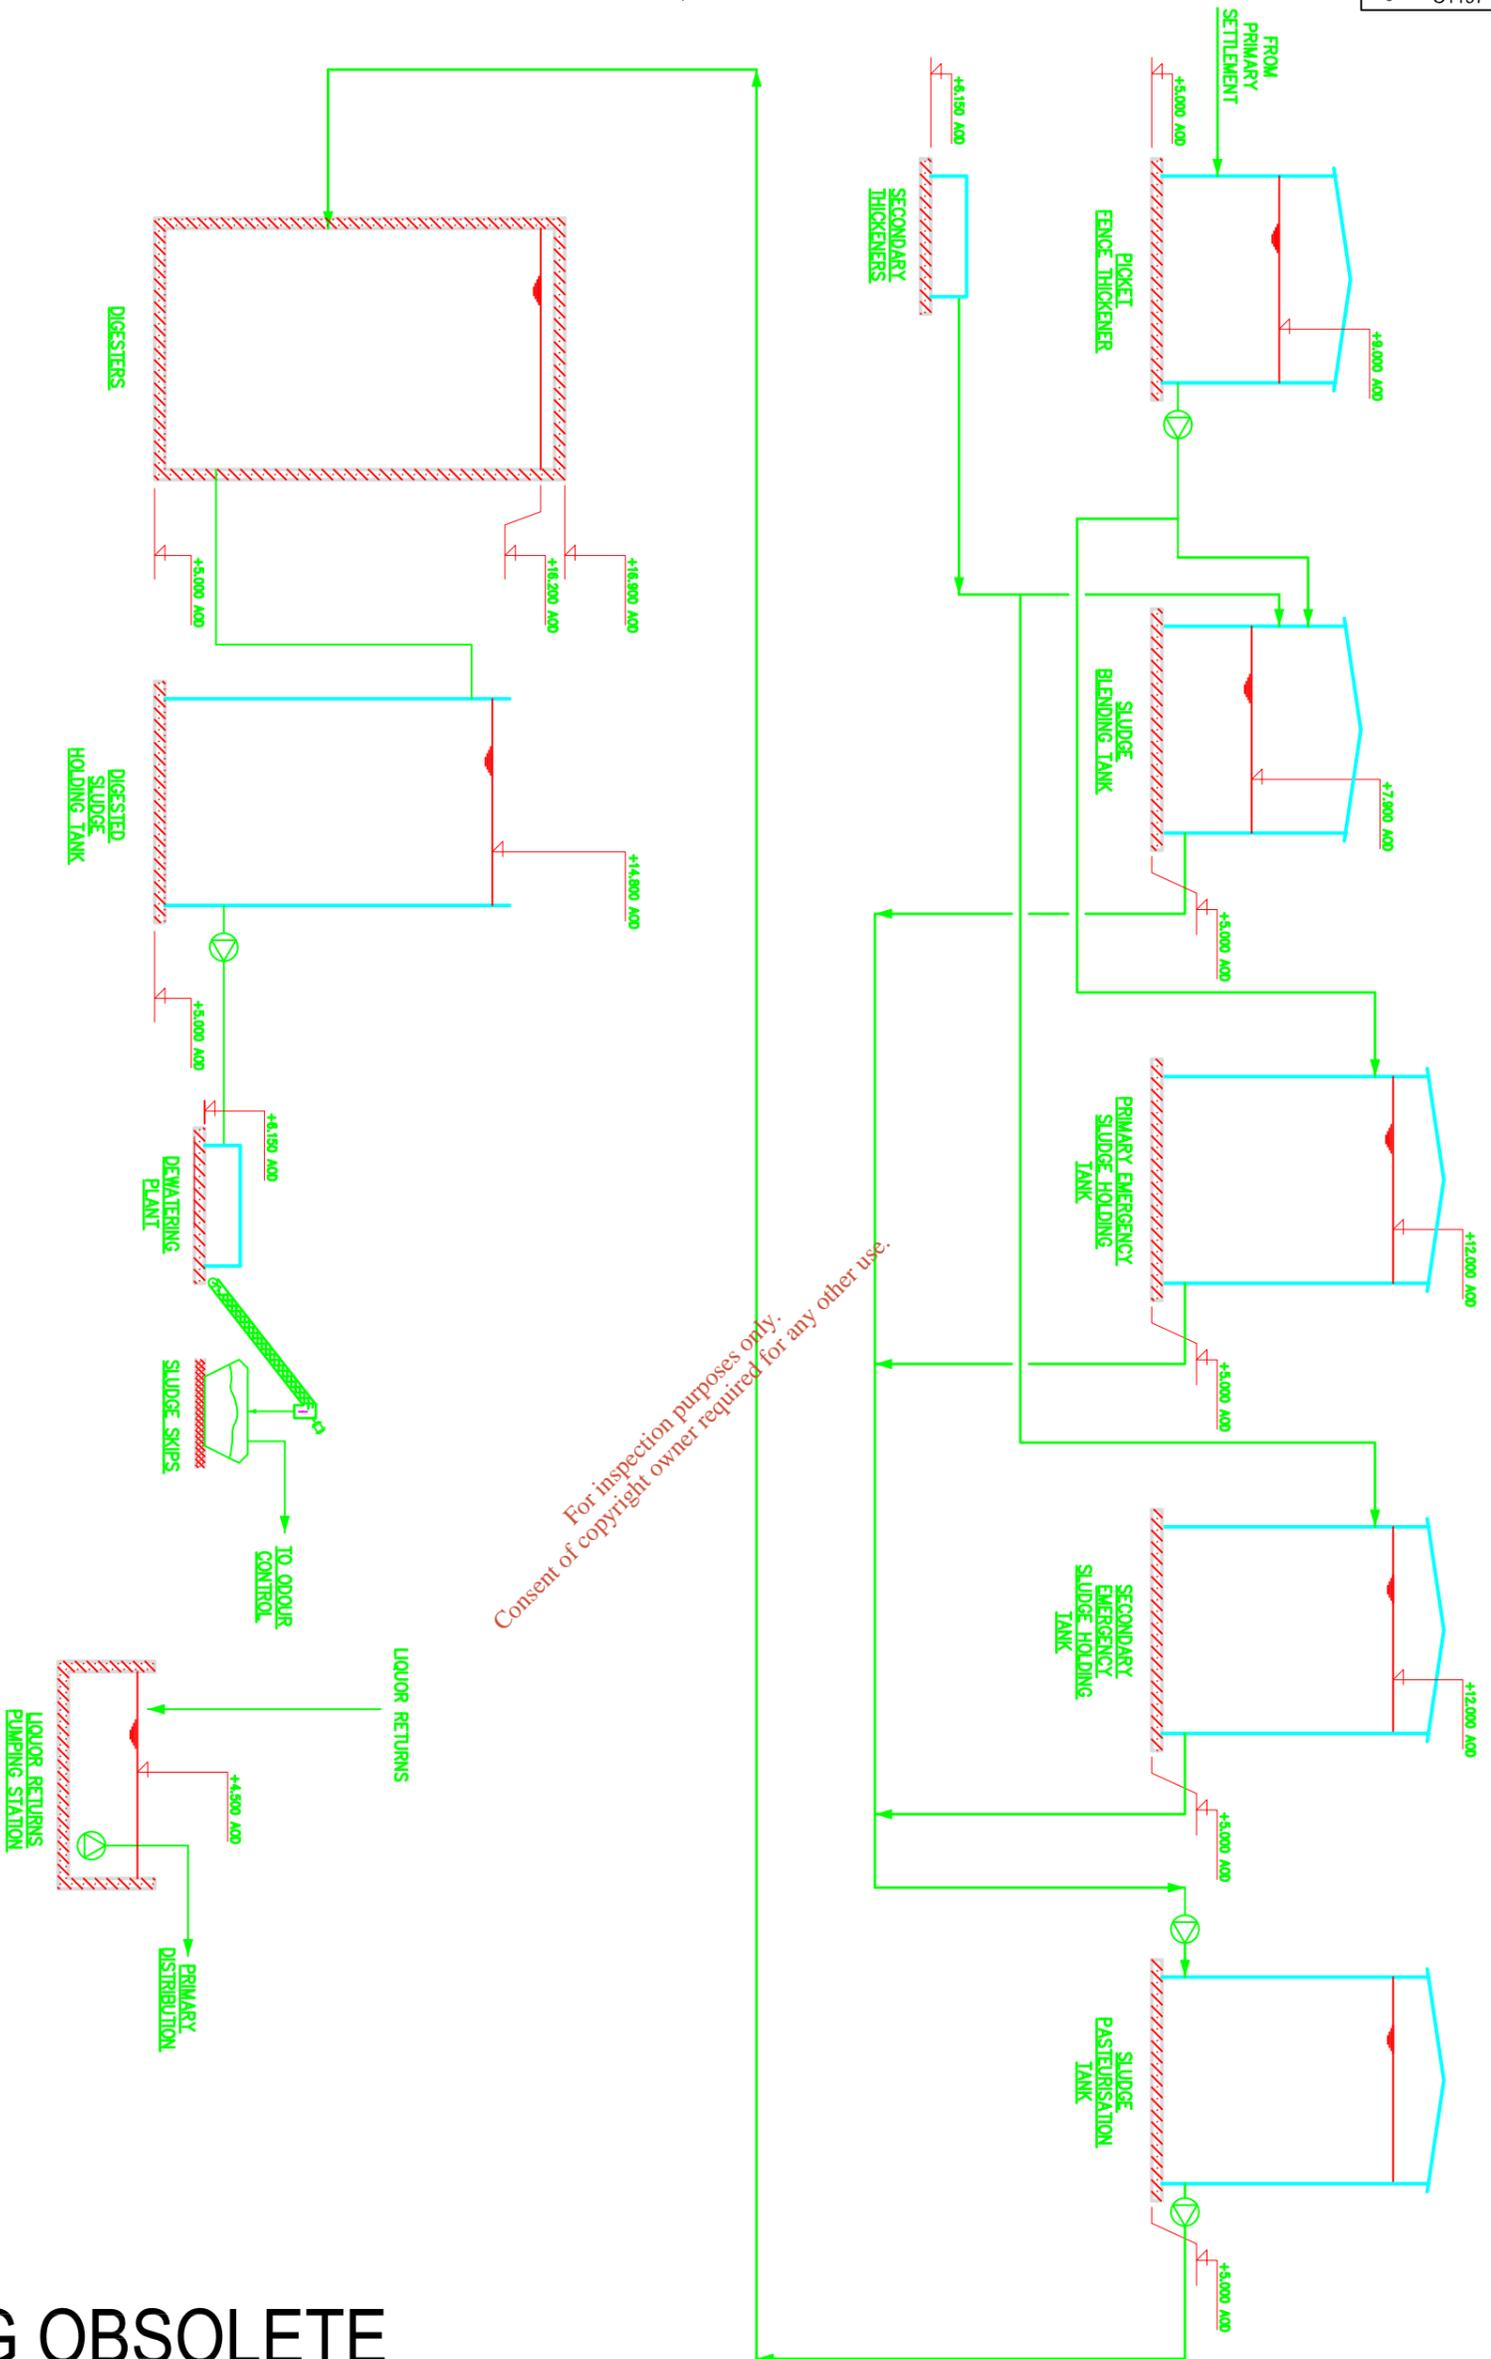 FROM
PRIMARY
SETTLEMENT
+5.000 AOD
PICKET
FENCE THICKENER
+9.000 AOD
+6.150 AOD
SECONDARY
THICKENERS
SLUDGE
BLENDING TANK
+7.900 AOD
+5.000 AOD
PRIMARY EMERGENCY
SLUDGE HOLDING
TANK
+12.000 AOD
+5.000 AOD
SECONDARY
EMERGENCY
SLUDGE HOLDING
TANK
+12.000 AOD
+5.000 AOD
SLUDGE
PASTEURISATION
TANK
+5.000 AOD
DIGESTERS
+16.900 AOD
+16.200 AOD
+5.000 AOD
DIGESTED
SLUDGE
HOLDING TANK
+14.800 AOD
+5.000 AOD
+6.150 AOD
DEWATERING
PLANT
SLUDGE SKIPS
TO ODOUR
CONTROL
LIQUOR RETURNS
+4.500 AOD
LIQUOR RETURNS
PUMPING STATION
PRIMARY
DISTRIBUTION
For inspection purposes only.
Consent of copyright owner required for any other use.
G OBSOLETE